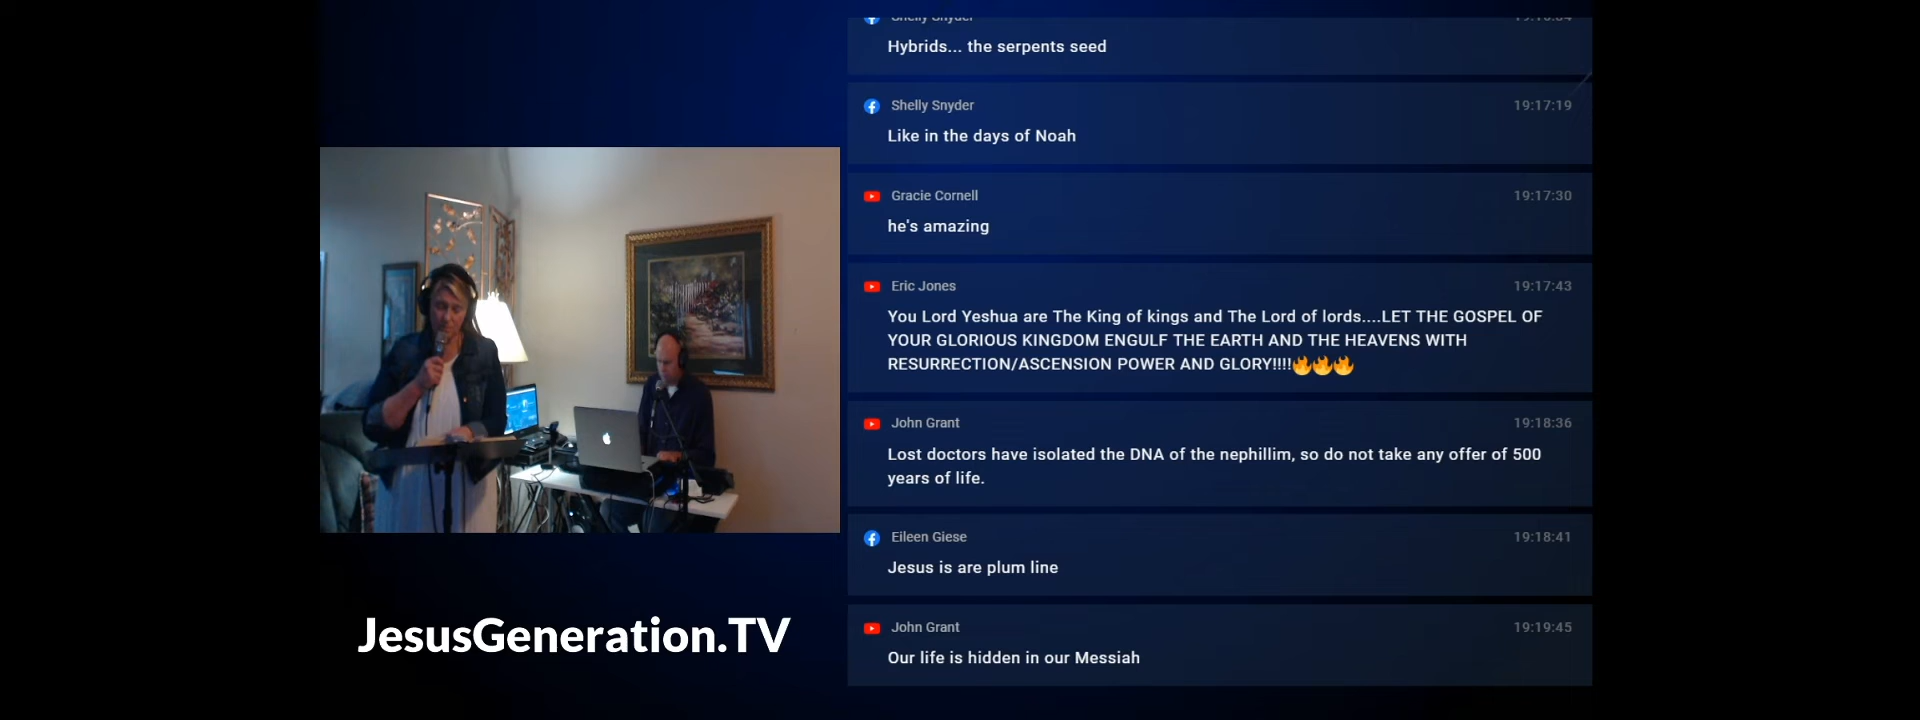 Shelly Snyder
Hybrids... the serpents seed
Shelly Snyder 19:17:19
Like in the days of Noah
Gracie Cornell 19:17:30
he's amazing
Eric Jones 19:17:43
You Lord Yeshua are The King of kings and The Lord of lords....LET THE GOSPEL OF
YOUR GLORIOUS KINGDOM ENGULF THE EARTH AND THE HEAVENS WITH
RESURRECTION/ASCENSION POWER AND GLORY!!!!🔥🔥🔥
John Grant 19:18:36
Lost doctors have isolated the DNA of the nephillim, so do not take any offer of 500
years of life.
Eileen Giese 19:18:41
Jesus is are plum line
John Grant 19:19:45
Our life is hidden in our Messiah
JesusGeneration.TV